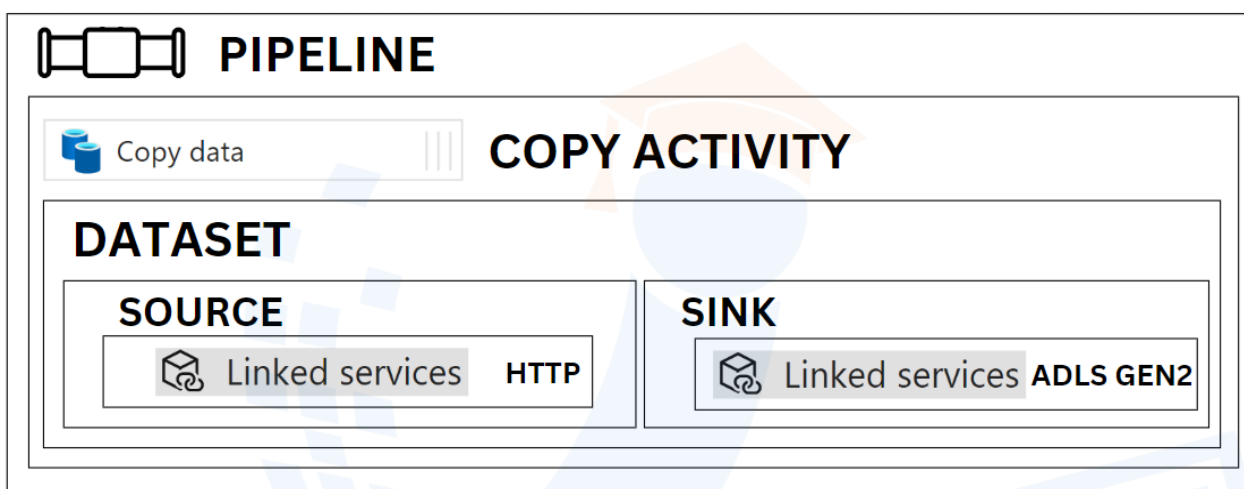 PIPELINE
Copy data
COPY ACTIVITY
DATASET
SOURCE
Linked services HTTP
SINK
Linked services ADLS GEN2